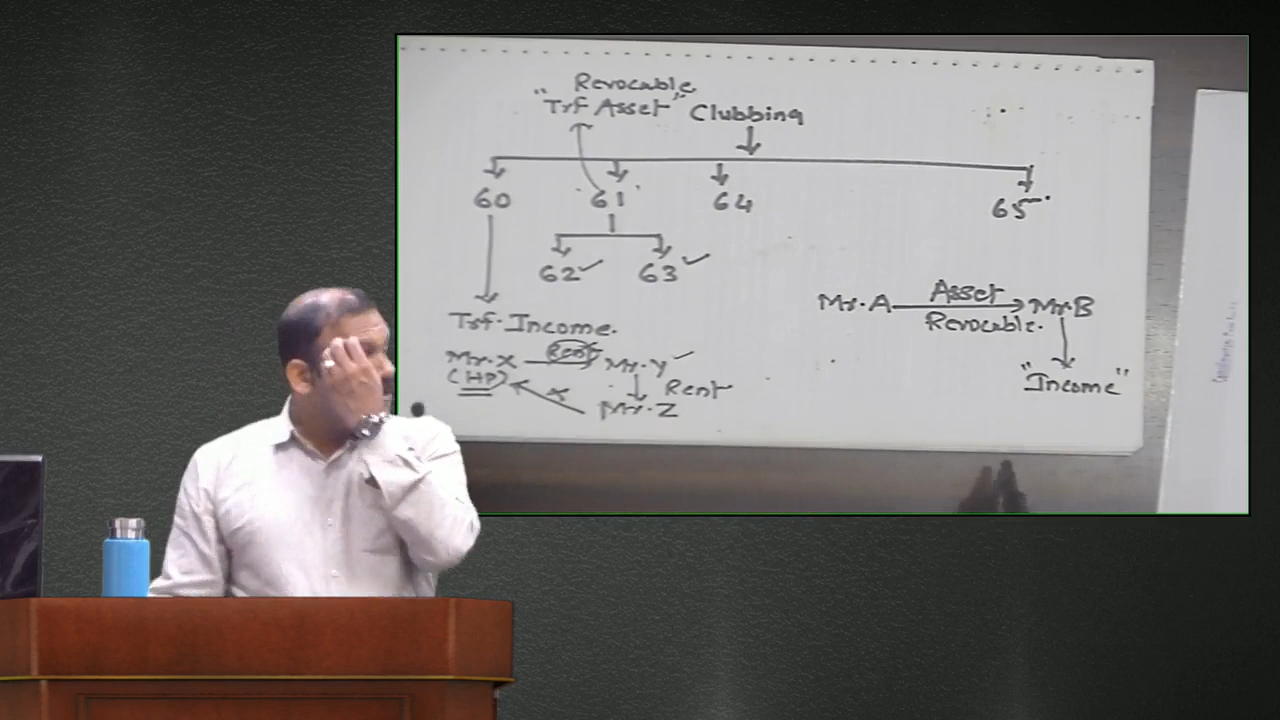 Revocable
"Trf Asset" Clubbing
60 61 64 65
62 63
Trf. Income.
Mr. X Rent Mr. Y
(HP) Rent
Mr. Z
Mr. A Asset Mr. B
Revocable.
"Income"